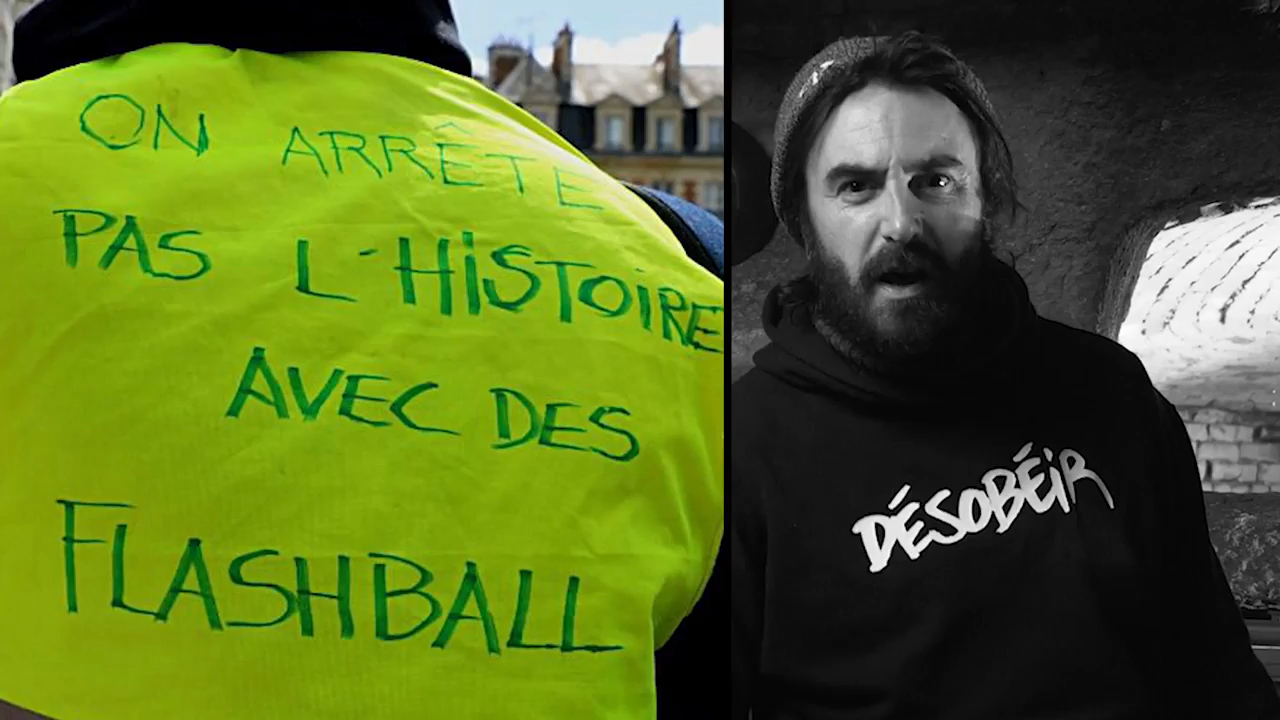 ON ARRÊTE
PAS L'HiSTOiRE
AVEC DES
FLASHBALL
DÉSOBÉiR